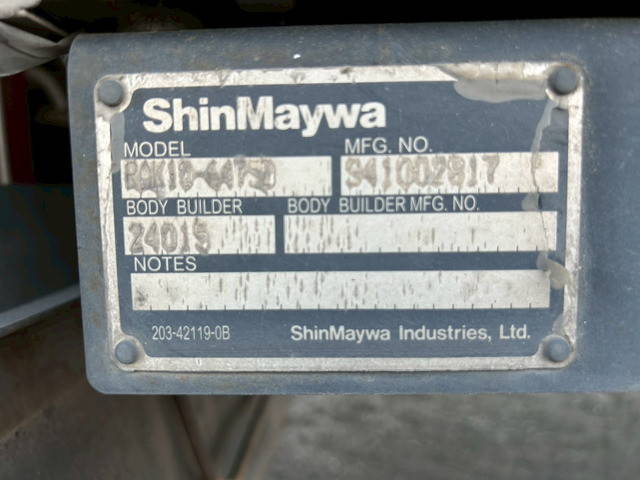 ShinMaywa
MODEL MFG. NO.
S41002817
BODY BUILDER BODY BUILDER MFG. NO.
24015
NOTES
203-42119-0B ShinMaywa Industries, Ltd.